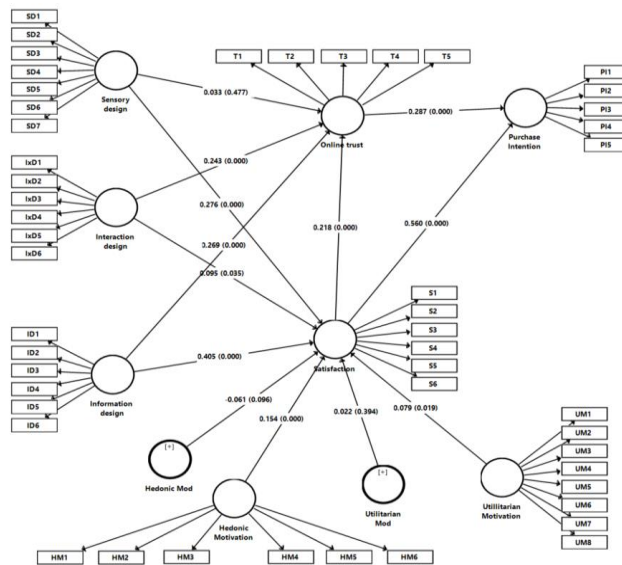 SD1
SD2
SD3
SD4
SD5
SD6
SD7
Sensory
design
T1
T2
T3
T4
T5
Online trust
PI1
PI2
PI3
PI4
PI5
Purchase
Intention
0.033 (0.477)
0.287 (0.000)
IxD1
IxD2
IxD3
IxD4
IxD5
IxD6
Interaction
design
0.243 (0.000)
0.276 (0.000)
0.269 (0.000)
0.095 (0.035)
0.218 (0.000)
0.560 (0.000)
ID1
ID2
ID3
ID4
ID5
ID6
Information
design
0.405 (0.000)
Satisfaction
S1
S2
S3
S4
S5
S6
-0.061 (0.096)
0.154 (0.000)
0.022 (0.394)
0.079 (0.019)
[+]
Hedonic Mod
Hedonic
Motivation
[+]
Utilitarian
Mod
Utillitarian
Motivation
UM1
UM2
UM3
UM4
UM5
UM6
UM7
UM8
HM1
HM2
HM3
HM4
HM5
HM6